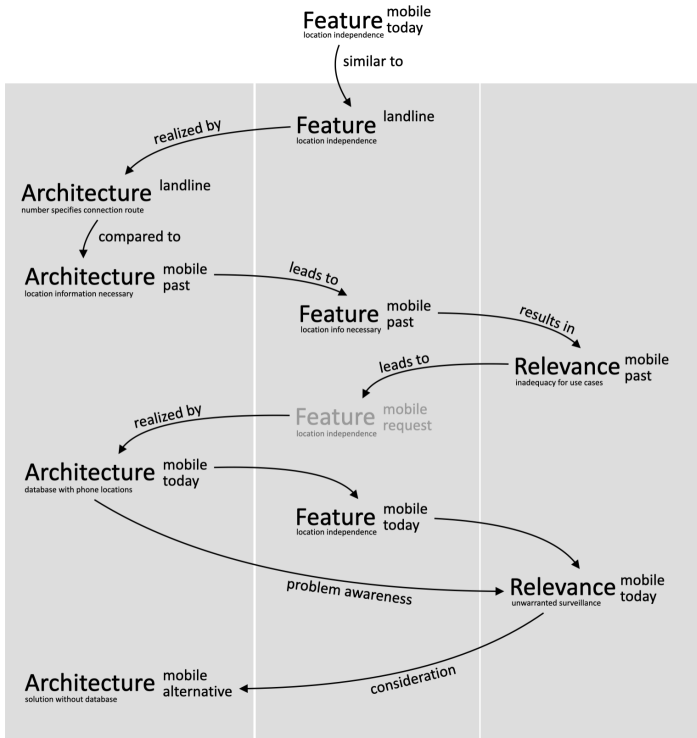 Feature mobile today
location independence
similar to
Feature landline
location independence
realized by
Architecture landline
number specifies connection route
compared to
Architecture mobile past
location information necessary
leads to
Feature mobile past
location info necessary
results in
Relevance mobile past
inadequacy for use cases
leads to
Feature mobile request
location independence
realized by
Architecture mobile today
database with phone locations
Feature mobile today
location independence
problem awareness
Relevance mobile today
unwarranted surveillance
consideration
Architecture mobile alternative
solution without database